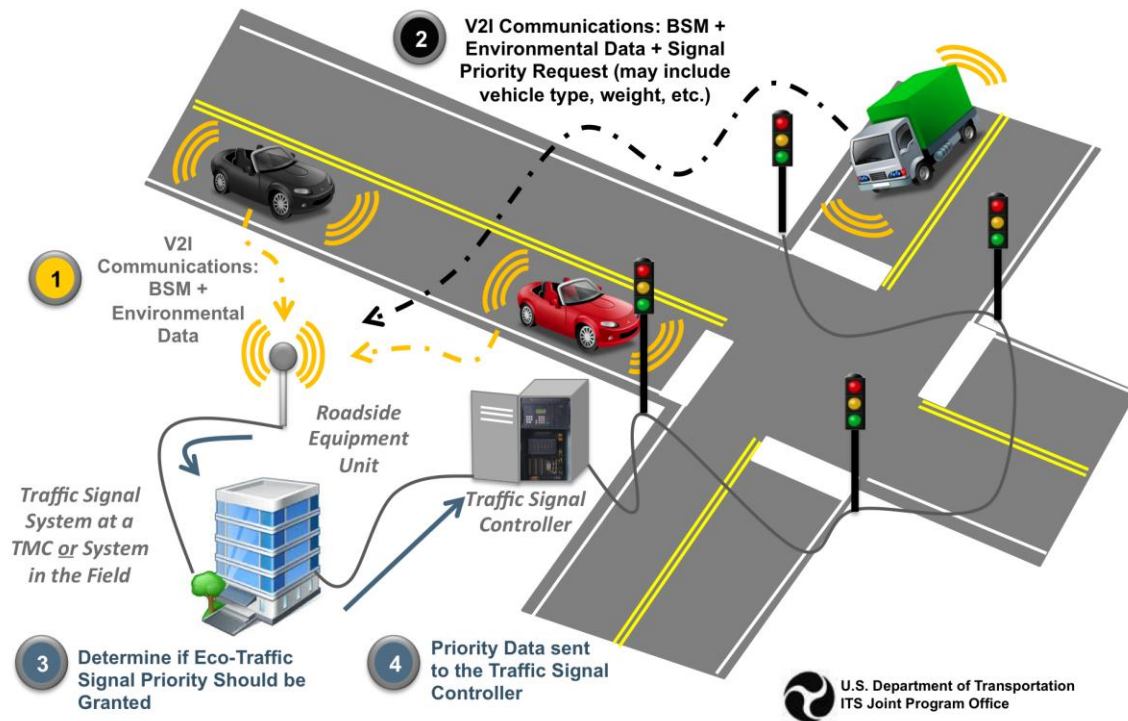 2
V2I Communications: BSM +
Environmental Data + Signal
Priority Request (may include
vehicle type, weight, etc.)
1
V2I
Communications:
BSM +
Environmental
Data
Roadside
Equipment
Unit
Traffic Signal
Controller
Traffic Signal
System at a
TMC or System
in the Field
3
Determine if Eco-Traffic
Signal Priority Should be
Granted
4
Priority Data sent
to the Traffic Signal
Controller
U.S. Department of Transportation
ITS Joint Program Office